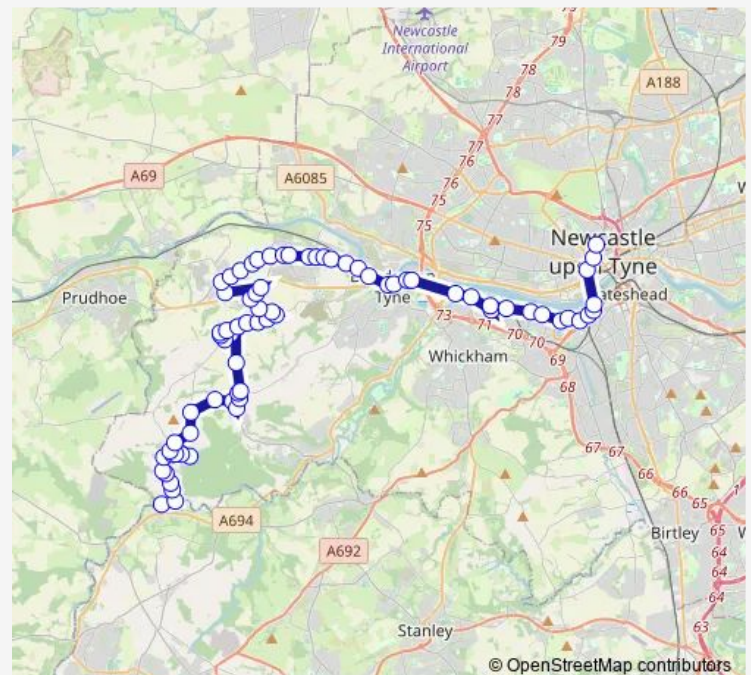 Newcastle
International
Airport
79
78
78
A188
77
77
76
A69
76
A6085
75
75
Newcastle
upon Tyne
Prudhoe
Tyne
ateshead
73
71
70
70
Whickham
69
68
67
67
66
66
65
A694
A692
Birtley
65
64
64
Stanley
63
© OpenStreetMap contributors